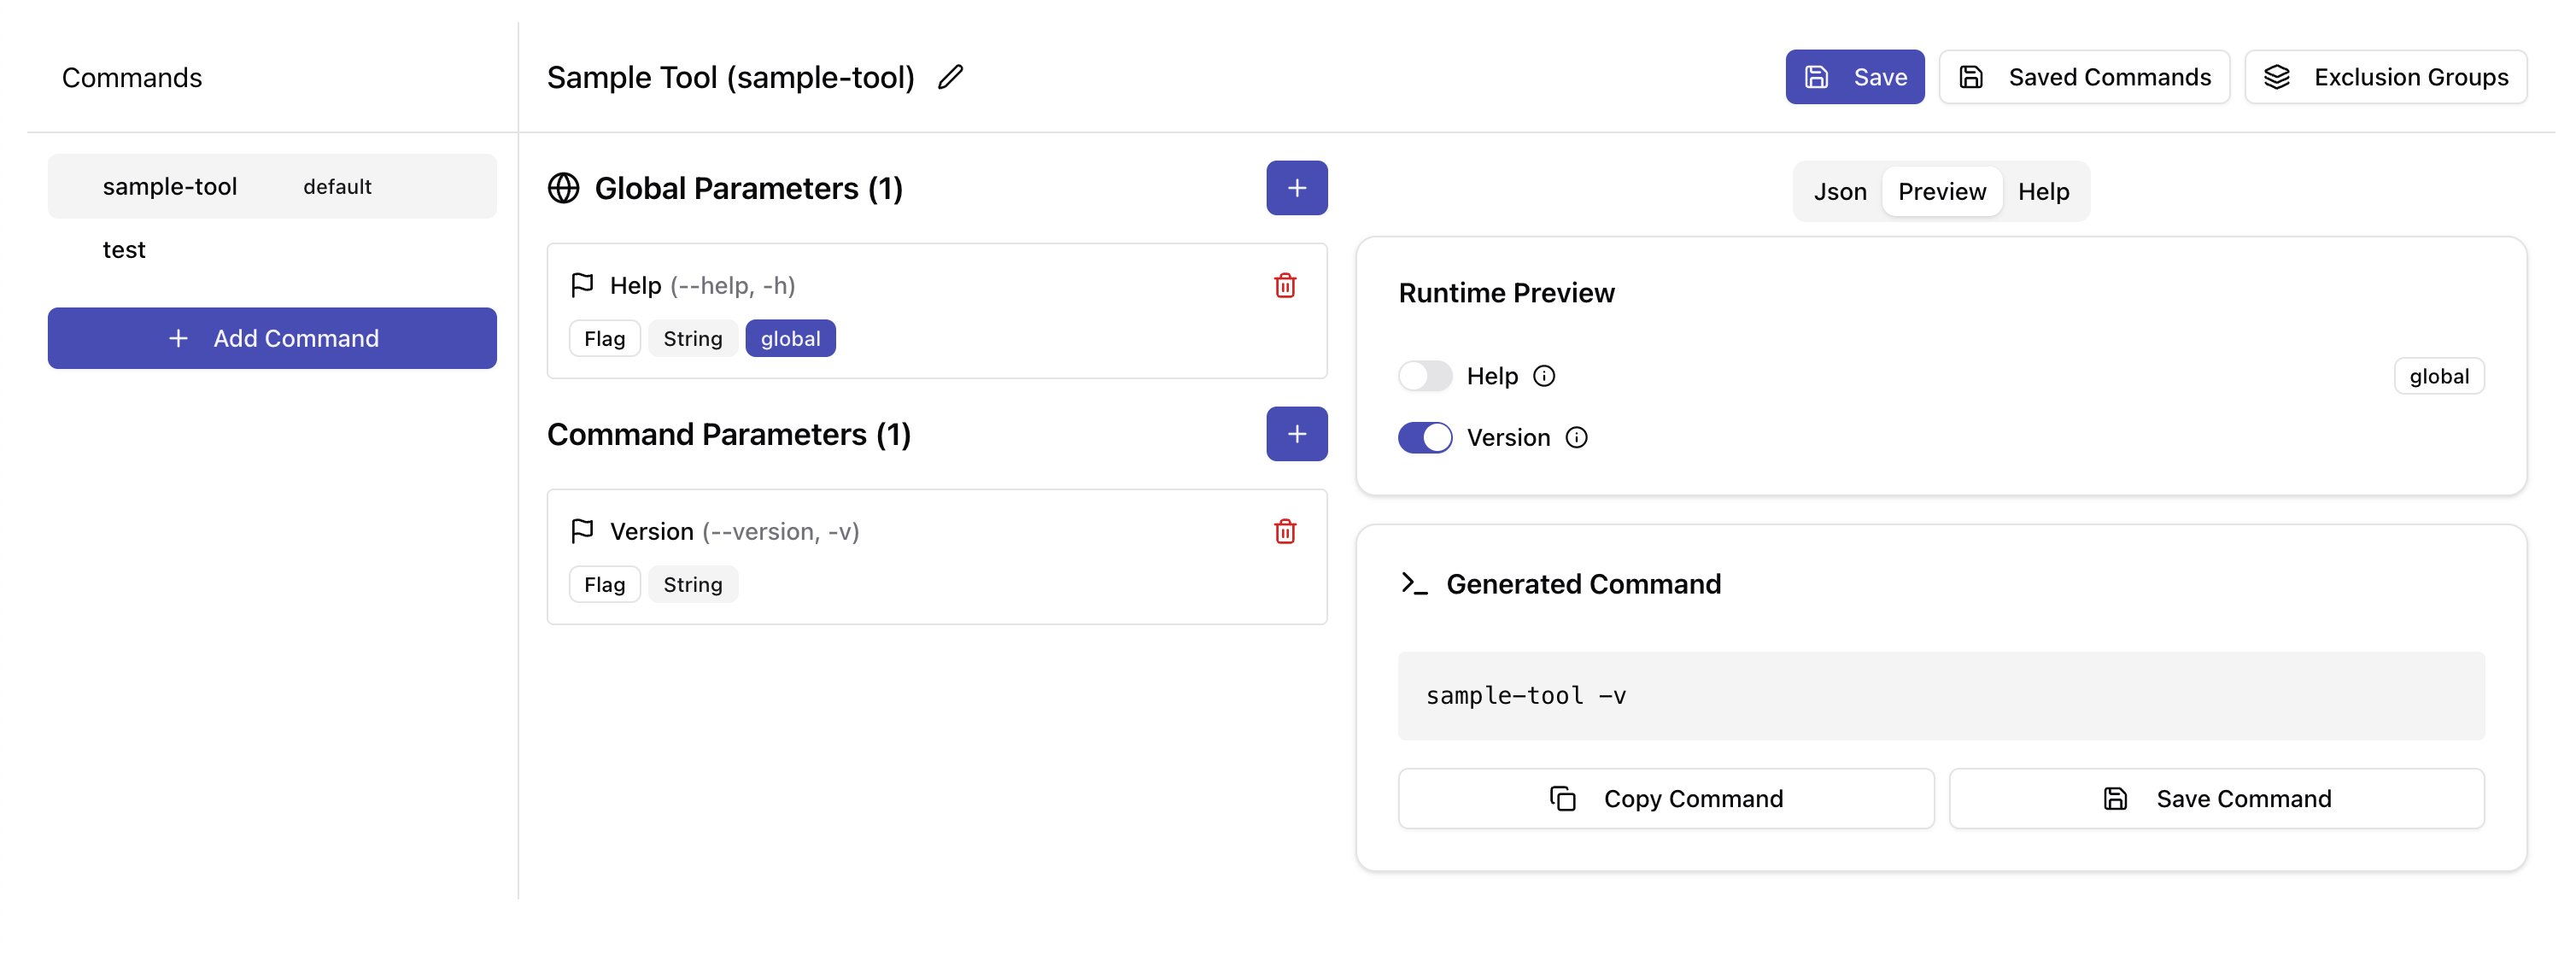 Commands
sample-tool default
test
Add Command
Sample Tool (sample-tool)
Save
Saved Commands
Exclusion Groups
Global Parameters (1)
Help (--help, -h)
Flag String global
Command Parameters (1)
Version (--version, -v)
Flag String
Json Preview Help
Runtime Preview
Help global
Version
Generated Command
sample-tool -v
Copy Command
Save Command